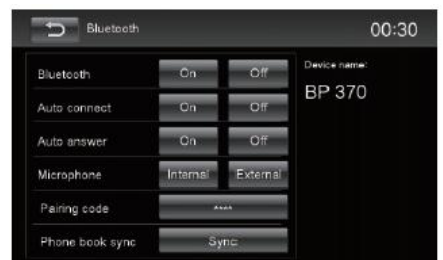 Bluetooth 00:30
Bluetooth On Off
Auto connect On Off
Auto answer On Off
Microphone Internal External
Pairing code ****
Phone book sync Sync
Device name:
BP 370